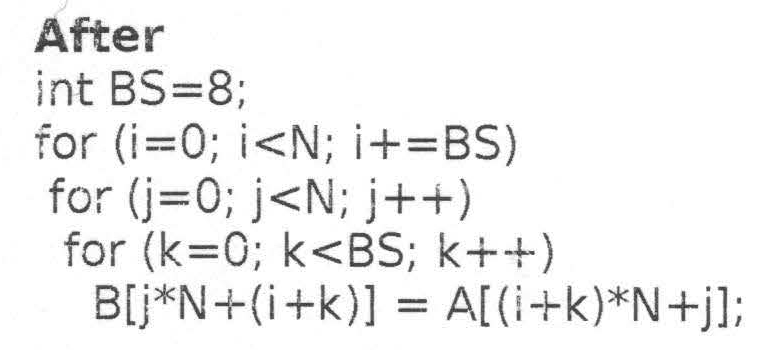 After
int BS=8;
for (i=0; i<N; i+=BS)
for (j=0; j<N; j++)
for (k=0; k<BS; k++)
B[j*N+(i+k)] = A[(i+k)*N+j];